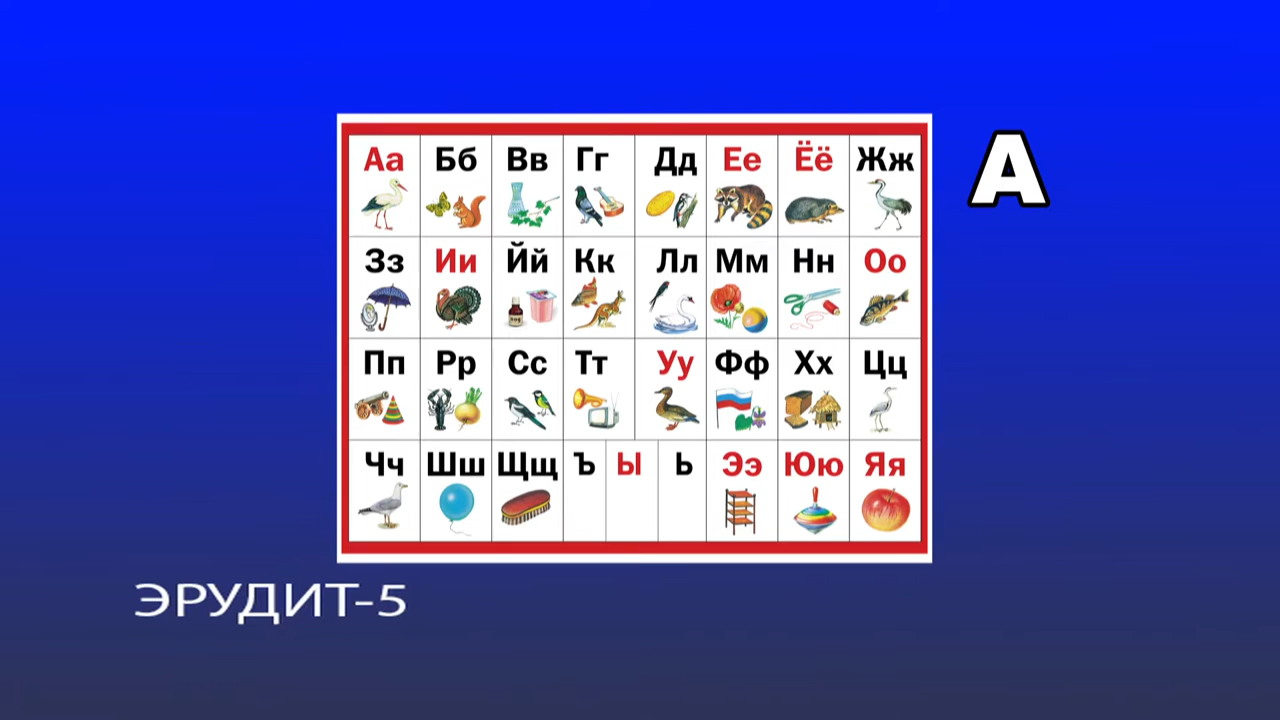 Аа Бб Вв Гг Дд Ее Ёё Жж
А
Зз Ии Йй Кк Лл Мм Нн Оо
Пп Рр Сс Тт Уу Фф Хх Цц
Чч Шш Щщ Ъ Ы Ь Ээ Юю Яя
ЭРУДИТ-5